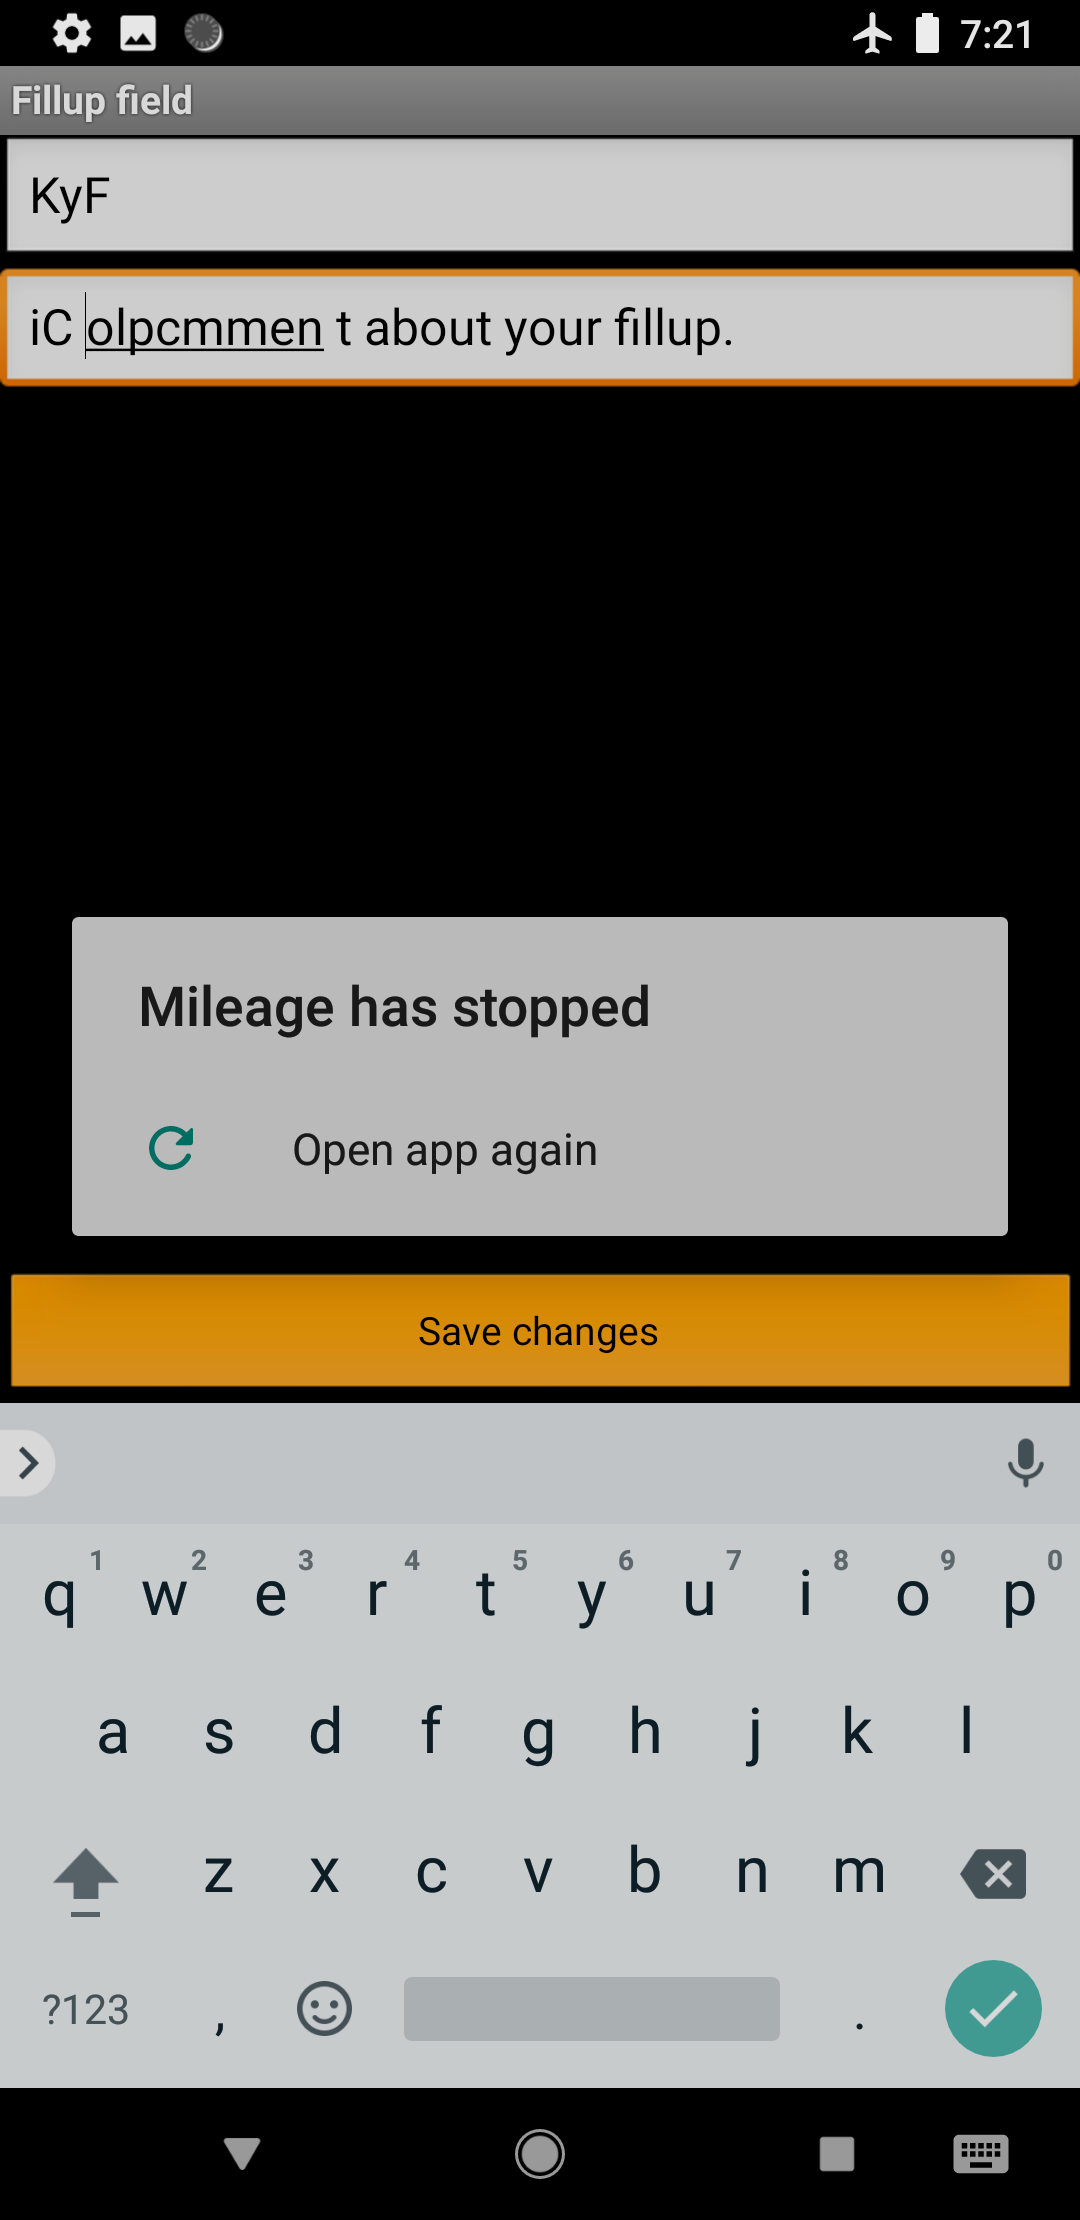 7:21
Fillup field
KyF
iC olpcmmen t about your fillup.
Mileage has stopped
Open app again
Save changes
1 2 3 4 5 6 7 8 9 0
q w e r t y u i o p
a s d f g h j k l
z x c v b n m
?123 , .